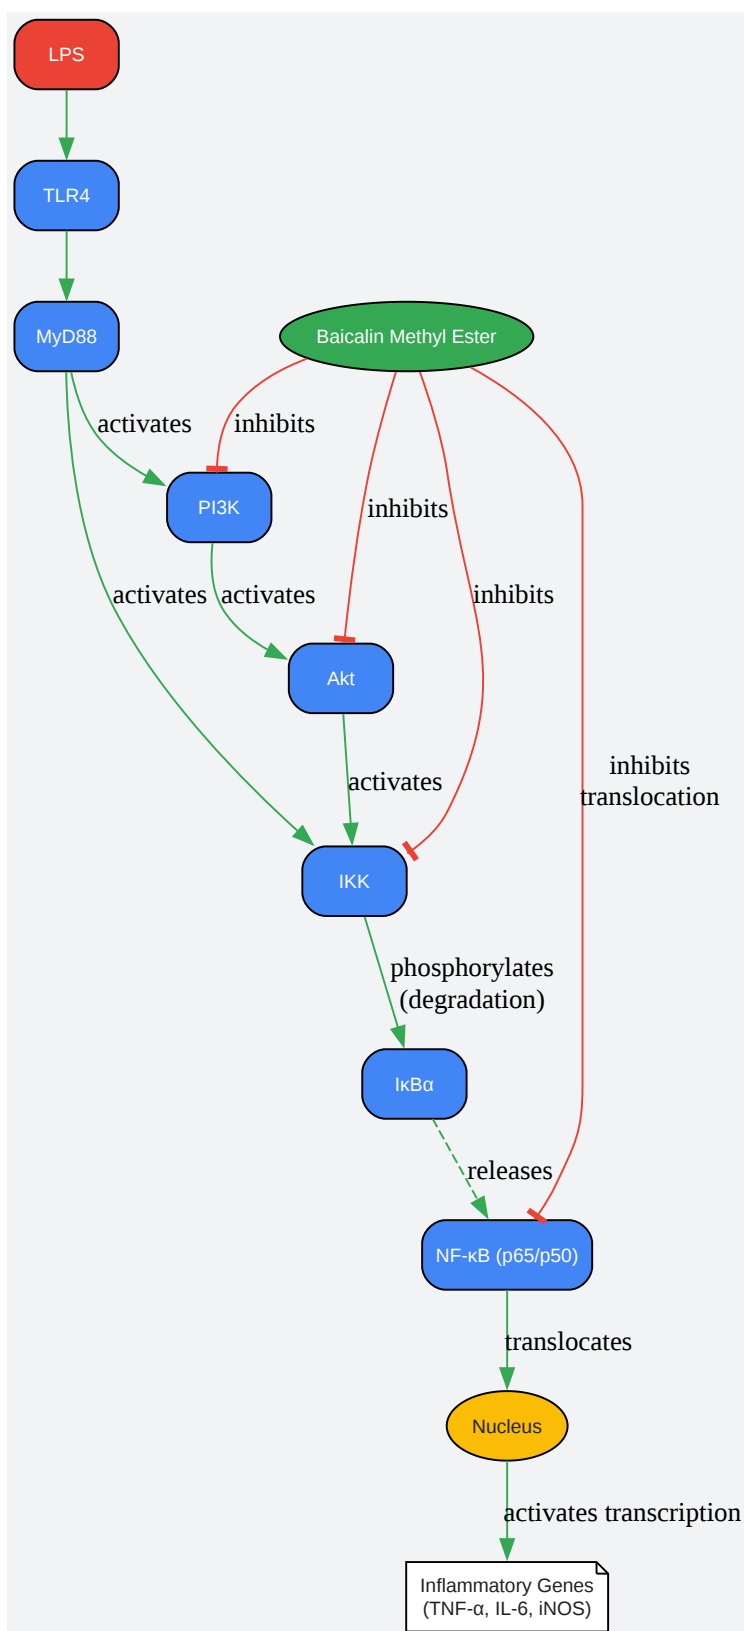 LPS
TLR4
MyD88
Baicalin Methyl Ester
activates
inhibits
PI3K
inhibits
activates
activates
inhibits
Akt
inhibits
translocation
activates
IKK
phosphorylates
(degradation)
IκBα
releases
NF-κB (p65/p50)
translocates
Nucleus
activates transcription
Inflammatory Genes
(TNF-α, IL-6, iNOS)